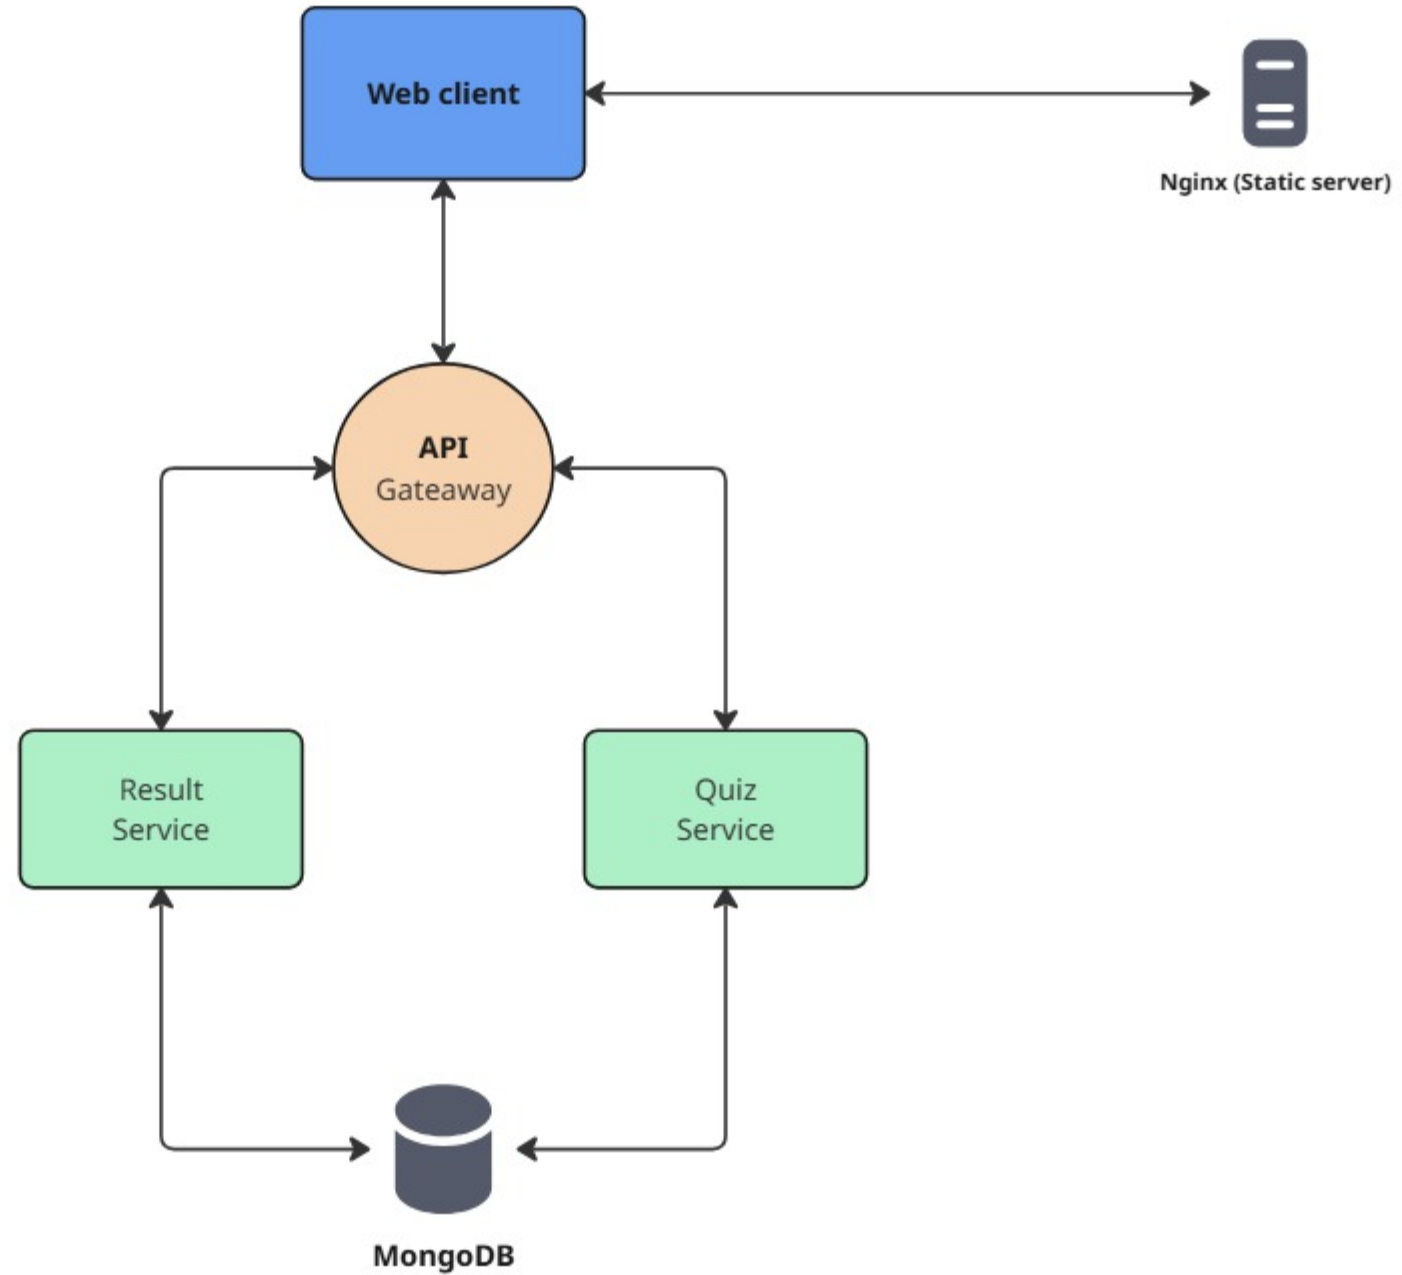 Web client
Nginx (Static server)
API
Gateaway
Result
Service
Quiz
Service
MongoDB